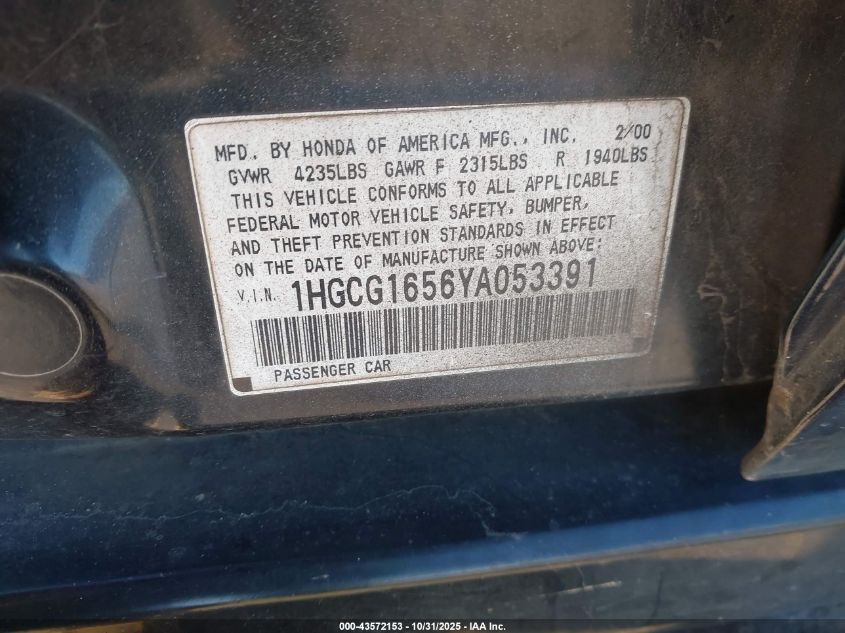 MFD. BY HONDA OF AMERICA MFG., INC. 2/00
GVWR 4235LBS GAWR F 2315LBS R 1940LBS
THIS VEHICLE CONFORMS TO ALL APPLICABLE
FEDERAL MOTOR VEHICLE SAFETY, BUMPER,
AND THEFT PREVENTION STANDARDS IN EFFECT
ON THE DATE OF MANUFACTURE SHOWN ABOVE:
V.I.N. 1HGCG1656YA053391
PASSENGER CAR
000-43572153 - 10/31/2025 - IAA Inc.